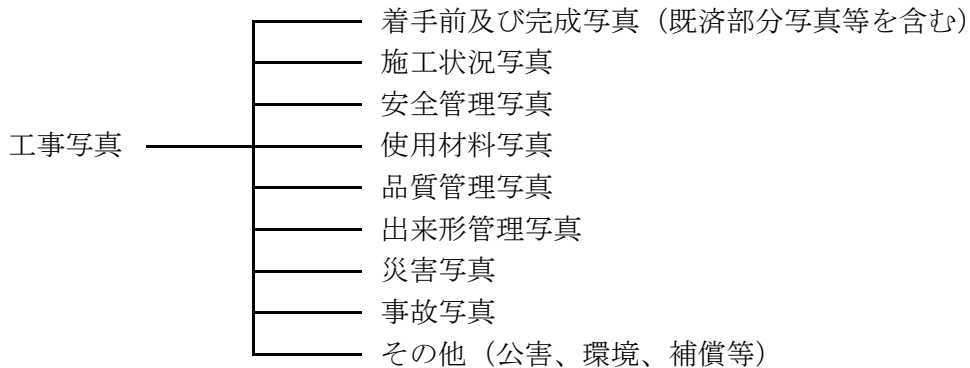 着手前及び完成写真（既済部分写真等を含む）
施工状況写真
安全管理写真
工事写真
使用材料写真
品質管理写真
出来形管理写真
災害写真
事故写真
その他（公害、環境、補償等）